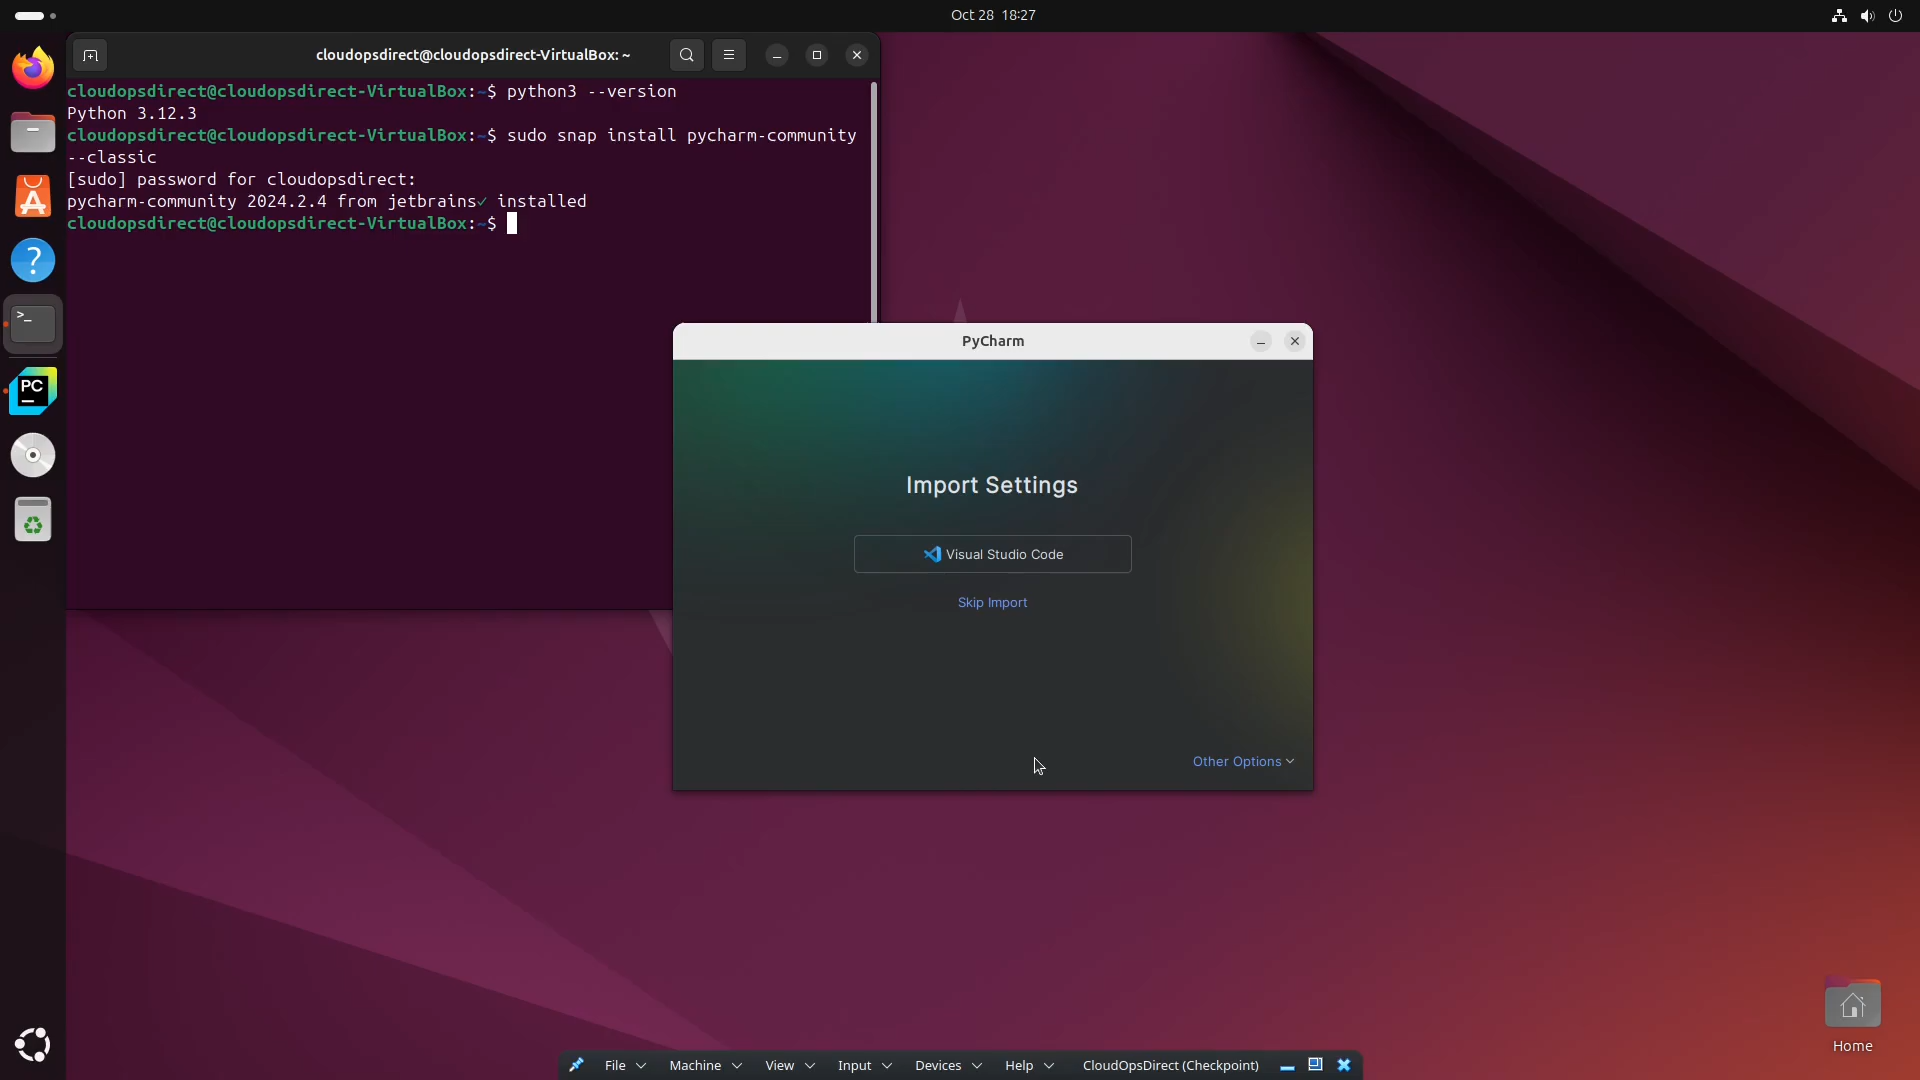 Oct 28 18:27
cloudopsdirect@cloudopsdirect-VirtualBox: ~
cloudopsdirect@cloudopsdirect-VirtualBox:~$ python3 --version
Python 3.12.3
cloudopsdirect@cloudopsdirect-VirtualBox:~$ sudo snap install pycharm-community
--classic
[sudo] password for cloudopsdirect:
pycharm-community 2024.2.4 from jetbrains✓ installed
cloudopsdirect@cloudopsdirect-VirtualBox:~$
PC
PyCharm
Import Settings
Visual Studio Code
Skip Import
Other Options
Home
File Machine View Input Devices Help CloudOpsDirect (Checkpoint)